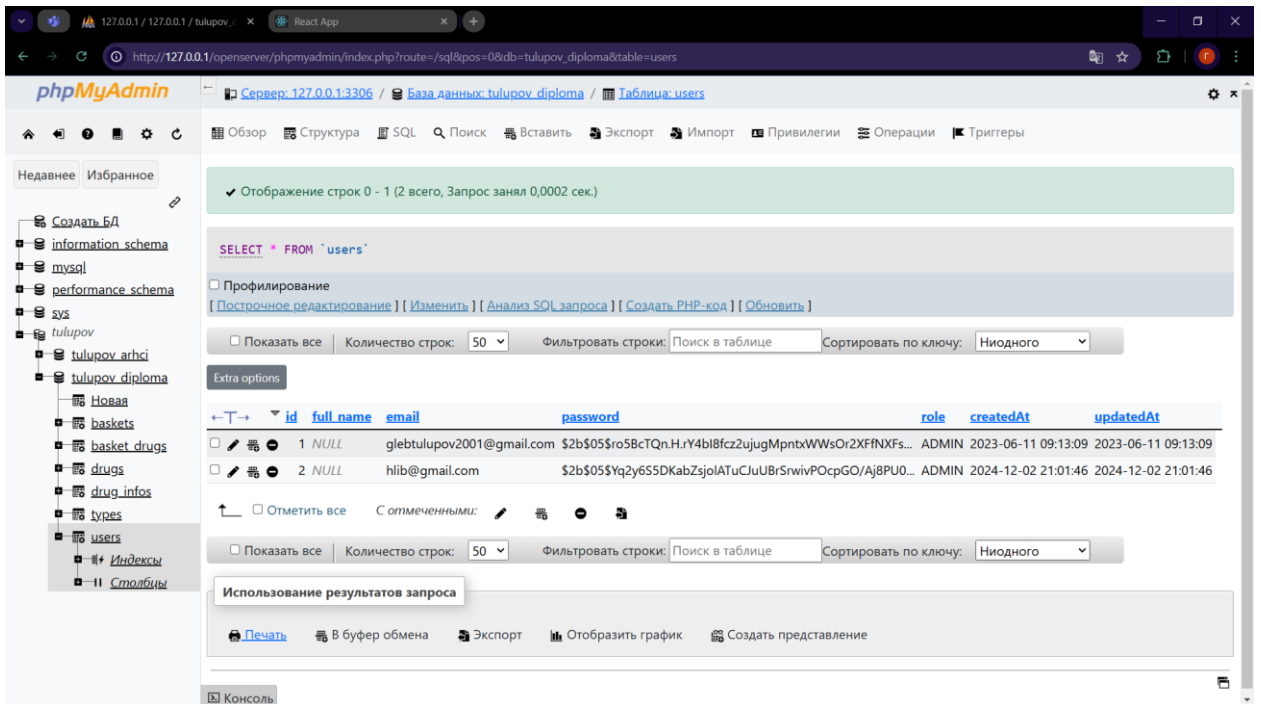 127.0.0.1 / 127.0.0.1 / tulupov_d
React App
http://127.0.0.1/openserver/phpmyadmin/index.php?route=/sql&pos=0&db=tulupov_diploma&table=users
Г
phpMyAdmin
Недавнее Избранное
Создать БД
information_schema
mysql
performance_schema
sys
tulupov
tulupov_arhci
tulupov_diploma
Новая
baskets
basket_drugs
drugs
drug_infos
types
users
Индексы
Столбцы
Сервер: 127.0.0.1:3306 / База данных: tulupov_diploma / Таблица: users
Обзор Структура SQL Поиск Вставить Экспорт Импорт Привилегии Операции Триггеры
Отображение строк 0 - 1 (2 всего, Запрос занял 0,0002 сек.)
SELECT * FROM `users`
Профилирование
[ Построчное редактирование ] [ Изменить ] [ Анализ SQL запроса ] [ Создать PHP-код ] [ Обновить ]
Показать все Количество строк: 50 Фильтровать строки: Поиск в таблице Сортировать по ключу: Ниодного
Extra options
id full_name email password role createdAt updatedAt
1 NULL glebtulupov2001@gmail.com $2b$05$ro5BcTQn.H.rY4bI8fcz2ujugMpntxWWsOr2XFfNXFs... ADMIN 2023-06-11 09:13:09 2023-06-11 09:13:09
2 NULL hlib@gmail.com $2b$05$Yq2y6S5DKabZsjolATuCJuUBrSrwivPOcpGO/Aj8PU0... ADMIN 2024-12-02 21:01:46 2024-12-02 21:01:46
Отметить все С отмеченными:
Показать все Количество строк: 50 Фильтровать строки: Поиск в таблице Сортировать по ключу: Ниодного
Использование результатов запроса
Печать В буфер обмена Экспорт Отобразить график Создать представление
Консоль